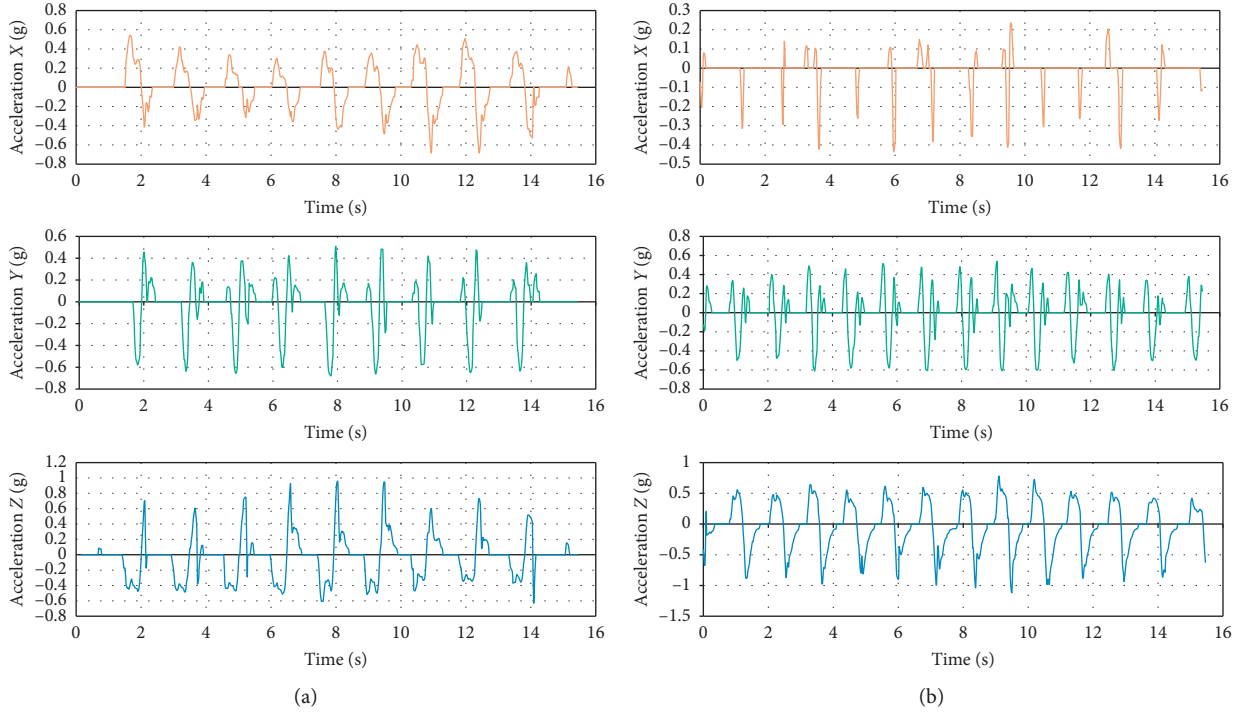 Acceleration X (g)
0.8
0.6
0.4
0.2
0
–0.2
–0.4
–0.6
–0.8
2 4 6 8 10 12 14 16
Time (s)
Acceleration Y (g)
0.6
0.4
0.2
0
–0.2
–0.4
–0.6
–0.8
0 2 4 6 8 10 12 14 16
Time (s)
Acceleration Z (g)
1.2
1
0.8
0.6
0.4
0.2
0
–0.2
–0.4
–0.6
–0.8
0 2 4 6 8 10 12 14 16
Time (s)
(a)
Acceleration X (g)
0.3
0.2
0.1
0
–0.1
–0.2
–0.3
–0.4
–0.5
0 2 4 6 8 10 12 14 16
Time (s)
Acceleration Y (g)
0.8
0.6
0.4
0.2
0
–0.2
–0.4
–0.6
–0.8
0 2 4 6 8 10 12 14 16
Time (s)
Acceleration Z (g)
1
0.5
0
–0.5
–1
–1.5
0 2 4 6 8 10 12 14 16
Time (s)
(b)